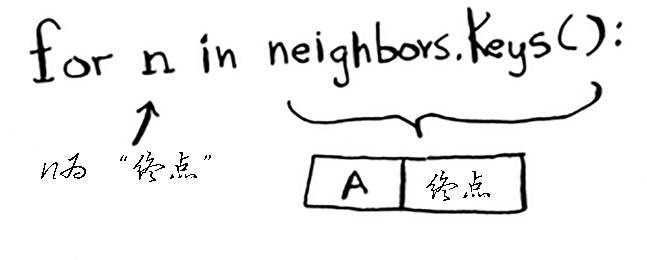 for n in neighbors.Keys():
n为 “终点”
A 终点